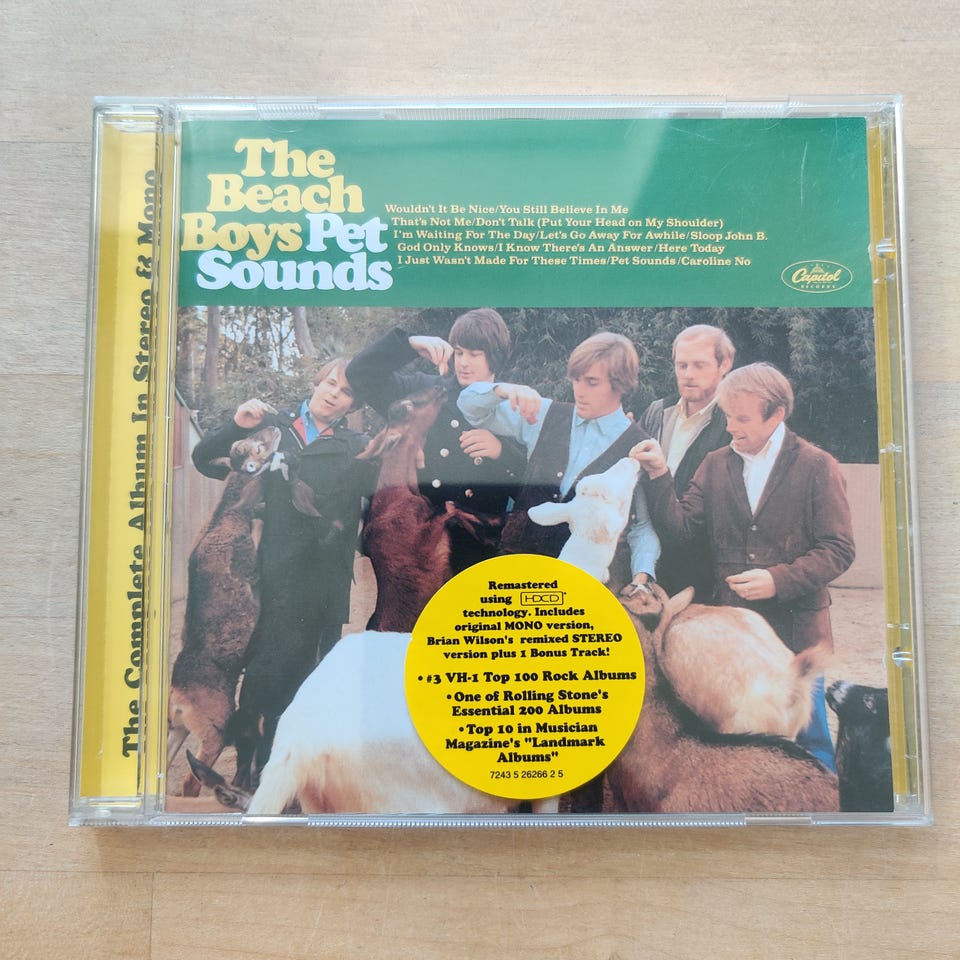 The Complete Album In Stereo & Mono
The
Beach
Boys Pet
Sounds
Wouldn't It Be Nice/You Still Believe in Me
That's Not Me/Don't Talk (Put Your Head on My Shoulder)
I'm Waiting For The Day/Let's Go Away For Awhile/Sloop John B.
God Only Knows/I Know There's An Answer/Here Today
I Just Wasn't Made For These Times/Pet Sounds/Caroline No
Capitol
RECORDS
Remastered
using HDCD®
technology. Includes
original MONO version,
Brian Wilson's remixed STEREO
version plus 1 Bonus Track!
• #3 VH-1 Top 100 Rock Albums
• One of Rolling Stone's
Essential 200 Albums
• Top 10 in Musician
Magazine's "Landmark
Albums"
7243 5 26266 2 5